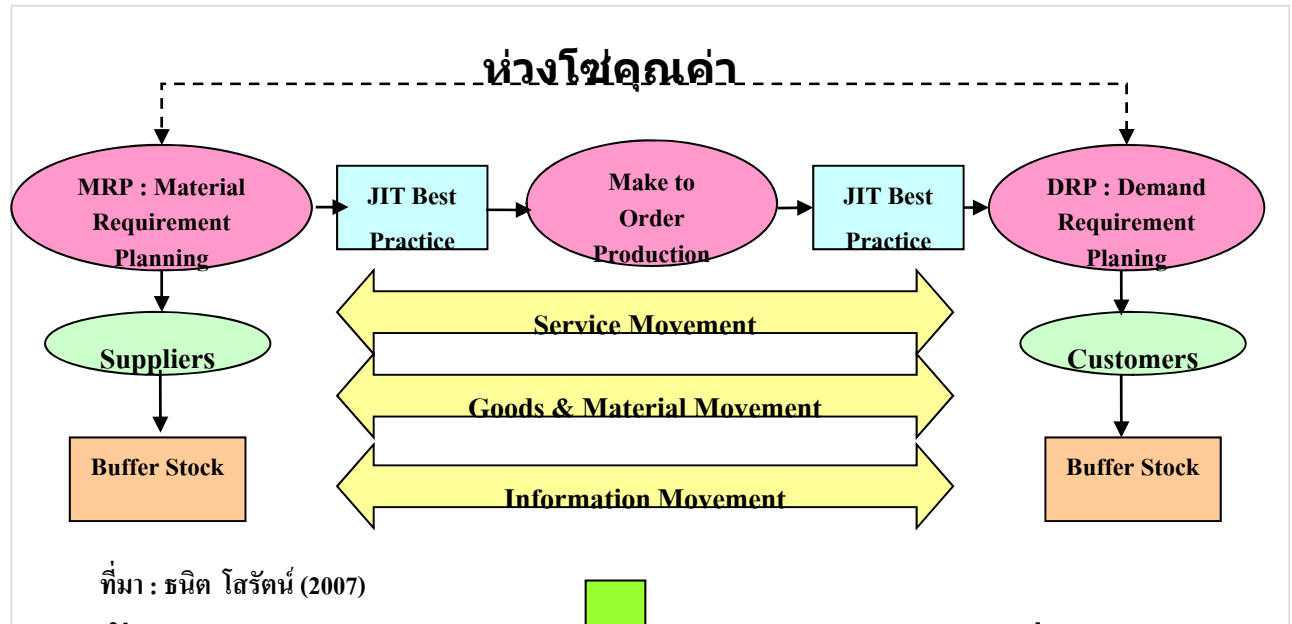 ห่วงโซ่คุณค่า
MRP : Material
Requirement
Planning
JIT Best
Practice
Make to
Order
Production
JIT Best
Practice
DRP : Demand
Requirement
Planing
Service Movement
Suppliers
Customers
Goods & Material Movement
Buffer Stock
Buffer Stock
Information Movement
ที่มา : ธนิต โสรัตน์ (2007)